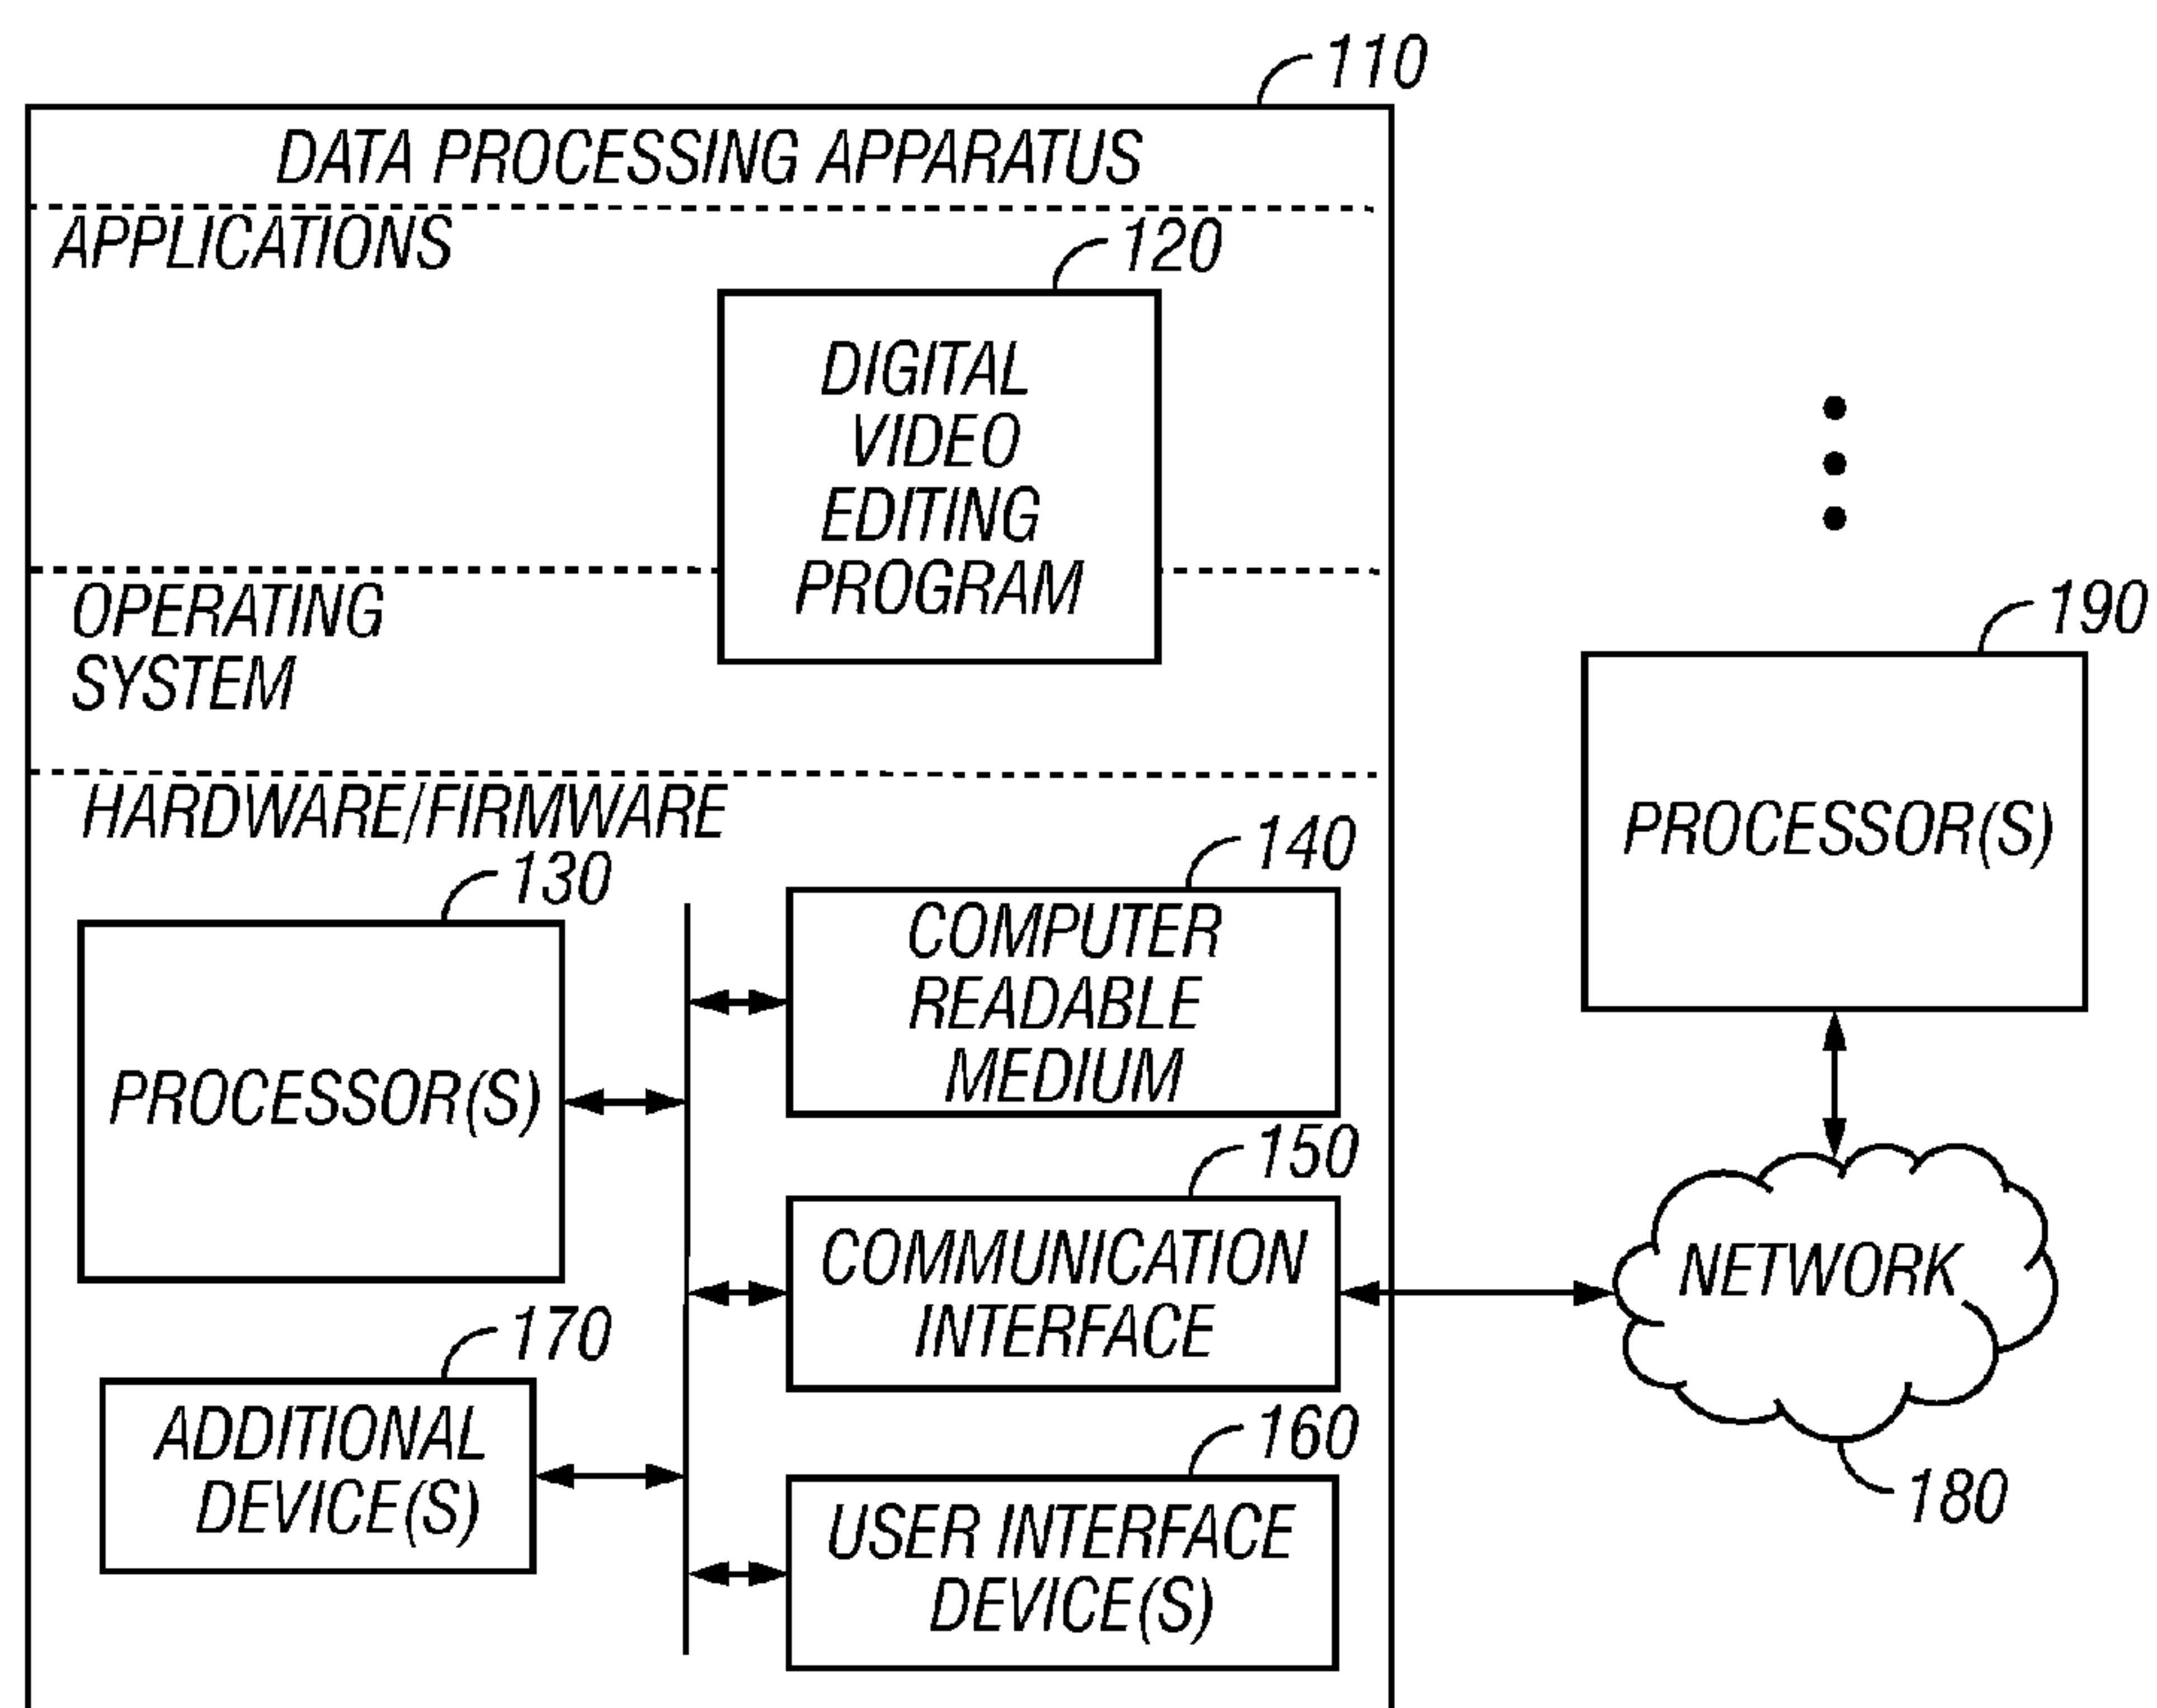 110
DATA PROCESSING APPARATUS
APPLICATIONS
120
DIGITAL
VIDEO
EDITING
PROGRAM
OPERATING
SYSTEM
190
PROCESSOR(S)
HARDWARE/FIRMWARE
130
PROCESSOR(S)
140
COMPUTER
READABLE
MEDIUM
150
COMMUNICATION
INTERFACE
NETWORK
180
170
ADDITIONAL
DEVICE(S)
160
USER INTERFACE
DEVICE(S)